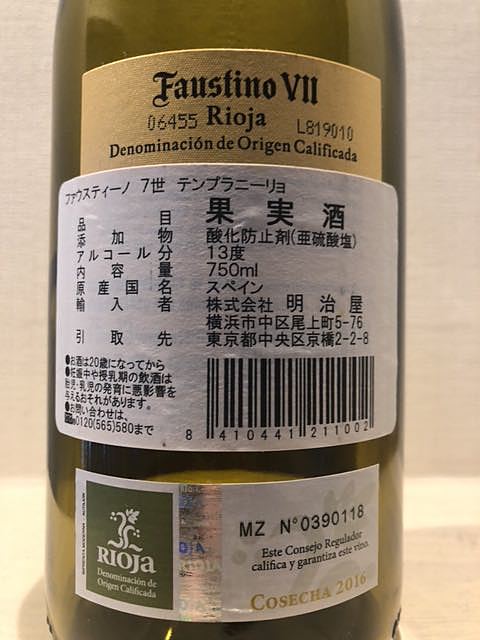 Faustino VII
06455 Rioja L819010
Denominación de Origen Calificada
ファウスティーノ 7世 テンプラニーリョ
品目 果実酒
添加物 酸化防止剤(亜硫酸塩)
アルコール分 13度
内容量 750ml
原産国名 スペイン
輸入者 株式会社 明治屋
横浜市中区尾上町5-76
引取先 東京都中央区京橋2-2-8
●お酒は20歳になってから
●妊娠中や授乳期の飲酒は
胎児・乳児の発育に悪影響を
与えるおそれがあります。
●お問い合わせは、
0120(565)580まで
8 410441 211002
MZ Nº0390118
Este Consejo Regulador
califica y garantiza este vino.
RIOJA
Denominación de
Origen Calificada
COSECHA 2016